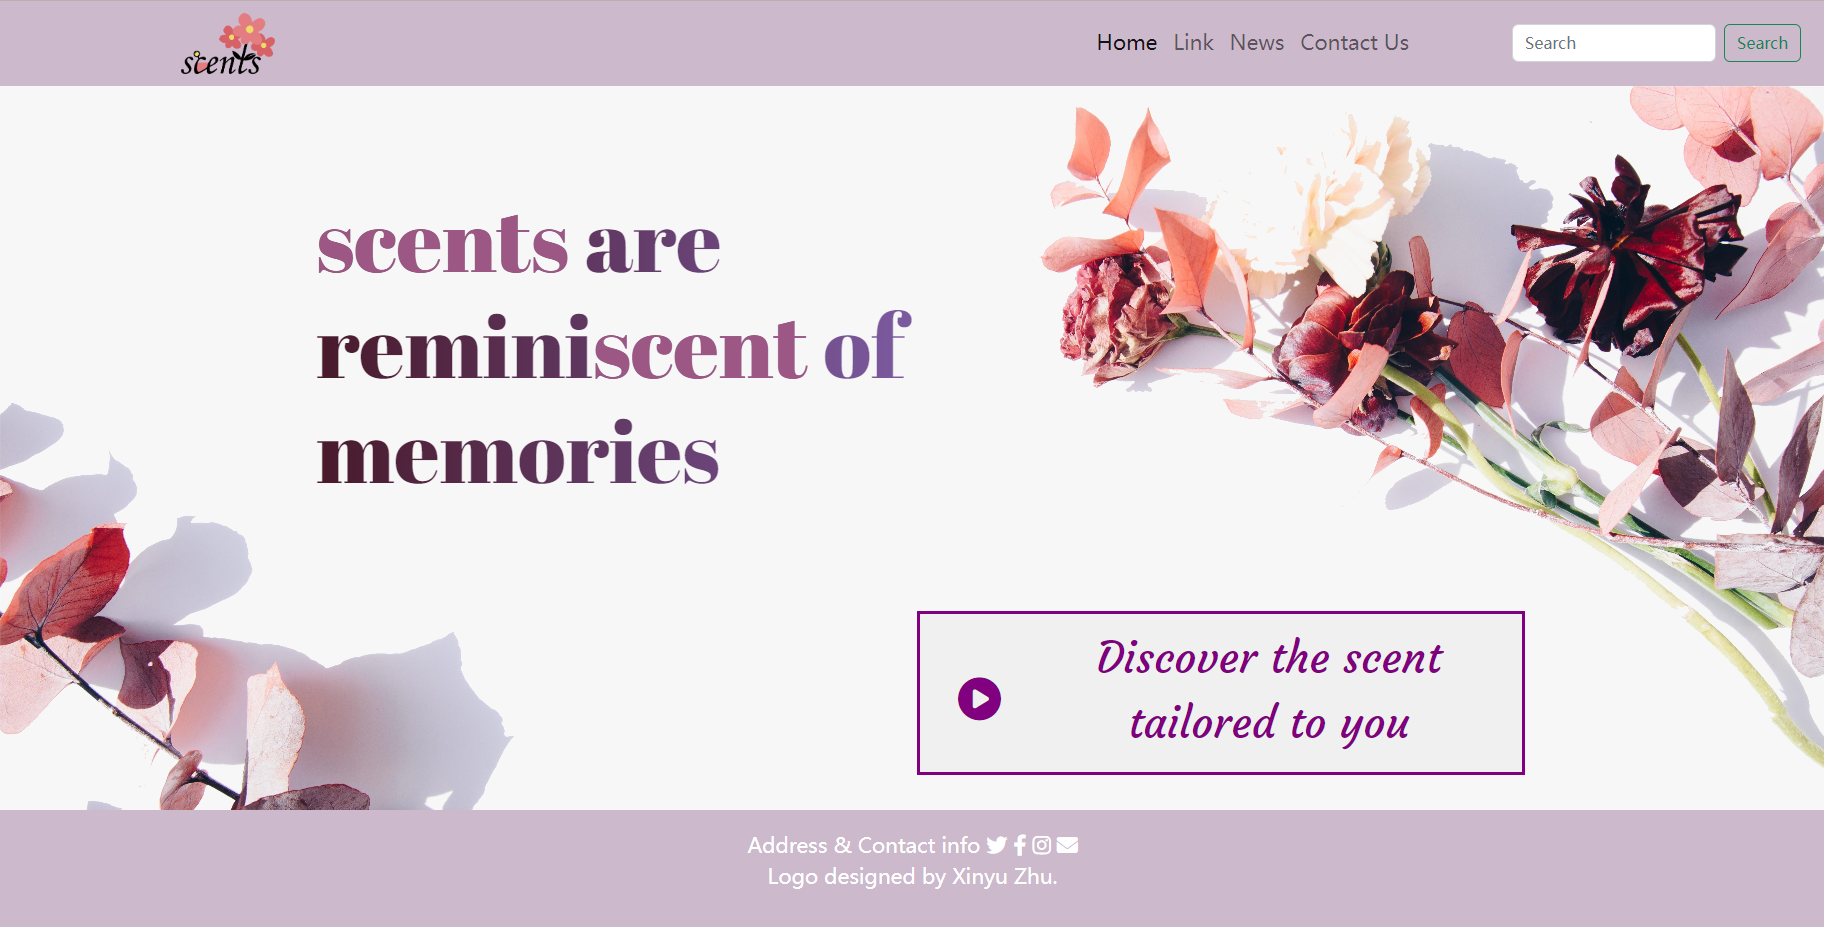 scents
Home Link News Contact Us
Search
Search
scents are
reminiscent of
memories
Discover the scent
tailored to you
Address & Contact info
Logo designed by Xinyu Zhu.